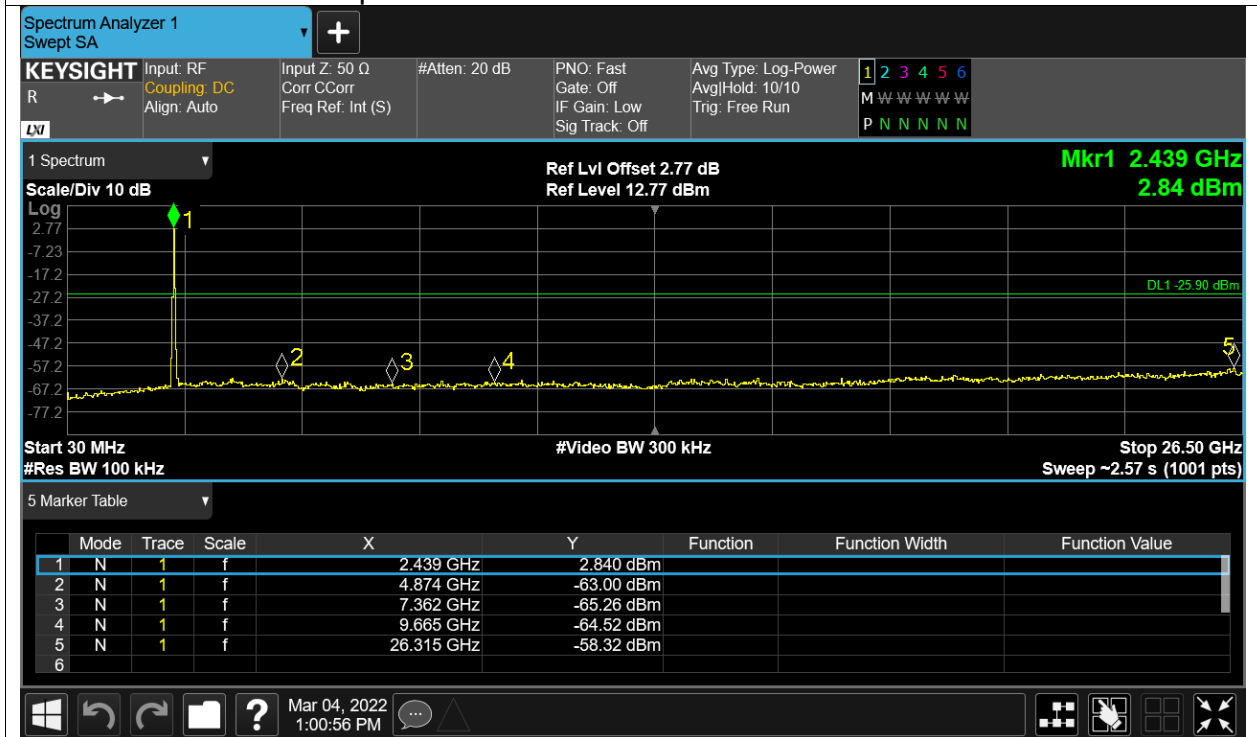 Spectrum Analyzer 1
Swept SA
+
KEYSIGHT Input: RF Input Z: 50 Ω #Atten: 20 dB PNO: Fast Avg Type: Log-Power 1 2 3 4 5 6
R Coupling: DC Corr CCorr Gate: Off Avg|Hold: 10/10 M W W W W W
Align: Auto Freq Ref: Int (S) IF Gain: Low Trig: Free Run
LXI Sig Track: Off P N N N N N
1 Spectrum Ref Lvl Offset 2.77 dB Mkr1 2.439 GHz
Scale/Div 10 dB Ref Level 12.77 dBm 2.84 dBm
Log
1
2.77
-7.23
-17.2
DL1 -25.90 dBm
-27.2
-37.2
-47.2
2 3 4 5
-57.2
-67.2
-77.2
Start 30 MHz #Video BW 300 kHz Stop 26.50 GHz
#Res BW 100 kHz Sweep ~2.57 s (1001 pts)
5 Marker Table
Mode Trace Scale X Y Function Function Width Function Value
1 N 1 f 2.439 GHz 2.840 dBm
2 N 1 f 4.874 GHz -63.00 dBm
3 N 1 f 7.362 GHz -65.26 dBm
4 N 1 f 9.665 GHz -64.52 dBm
5 N 1 f 26.315 GHz -58.32 dBm
6
? Mar 04, 2022
1:00:56 PM